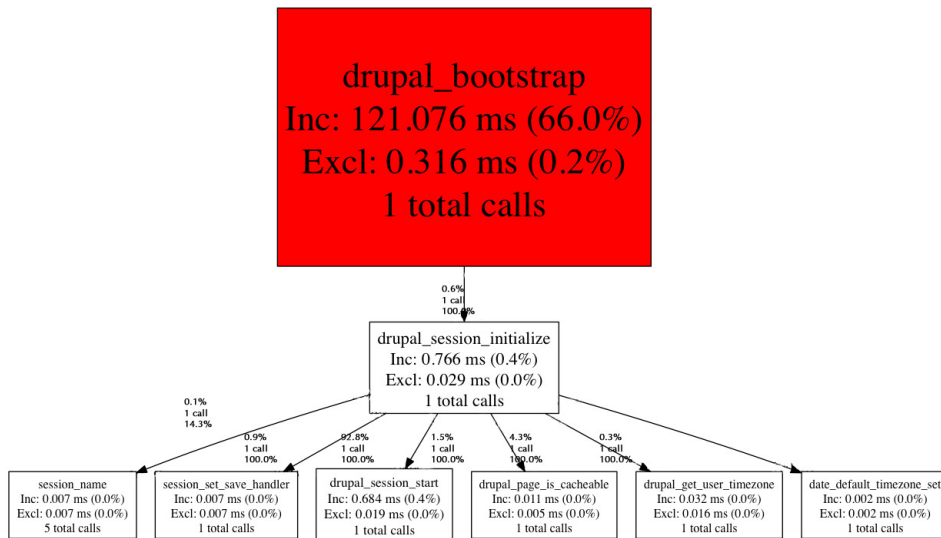 drupal_bootstrap
Inc: 121.076 ms (66.0%)
Excl: 0.316 ms (0.2%)
1 total calls
0.6%
1 call
100.0%
drupal_session_initialize
Inc: 0.766 ms (0.4%)
Excl: 0.029 ms (0.0%)
1 total calls
0.1%
1 call
14.3%
0.9%
1 call
100.0%
92.8%
1 call
100.0%
1.5%
1 call
100.0%
4.3%
1 call
100.0%
0.3%
1 call
100.0%
session_name
Inc: 0.007 ms (0.0%)
Excl: 0.007 ms (0.0%)
5 total calls
session_set_save_handler
Inc: 0.007 ms (0.0%)
Excl: 0.007 ms (0.0%)
1 total calls
drupal_session_start
Inc: 0.684 ms (0.4%)
Excl: 0.019 ms (0.0%)
1 total calls
drupal_page_is_cacheable
Inc: 0.011 ms (0.0%)
Excl: 0.005 ms (0.0%)
1 total calls
drupal_get_user_timezone
Inc: 0.032 ms (0.0%)
Excl: 0.016 ms (0.0%)
1 total calls
date_default_timezone_set
Inc: 0.002 ms (0.0%)
Excl: 0.002 ms (0.0%)
1 total calls